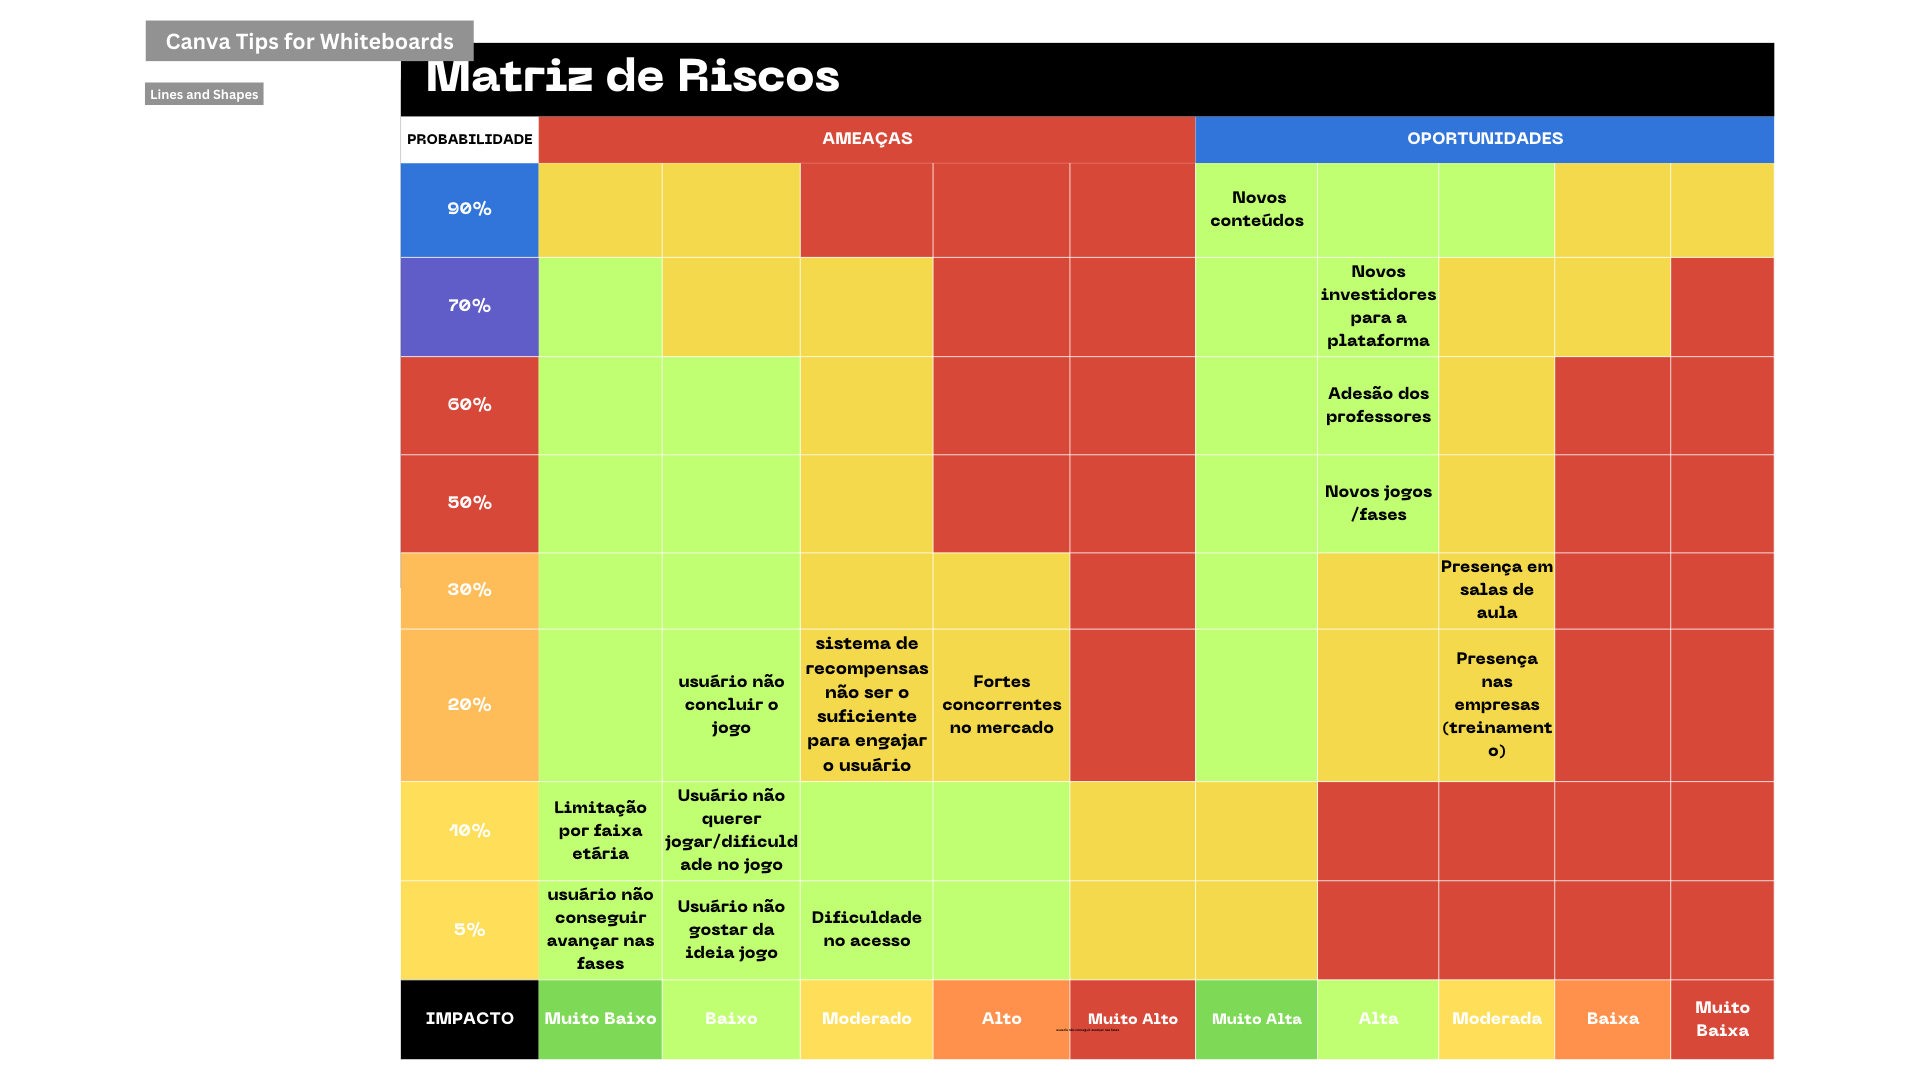 Canva Tips for Whiteboards
Lines and Shapes
Matriz de Riscos
PROBABILIDADE
AMEAÇAS
OPORTUNIDADES
90%
Novos
conteúdos
70%
Novos
investidores
para a
plataforma
60%
Adesão dos
professores
50%
Novos jogos
/fases
30%
Presença em
salas de
aula
20%
usuário não
concluir o
jogo
sistema de
recompensas
não ser o
suficiente
para engajar
o usuário
Fortes
concorrentes
no mercado
Presença
nas
empresas
(treinament
o)
10%
Limitação
por faixa
etária
Usuário não
querer
jogar/dificuld
ade no jogo
5%
usuário não
conseguir
avançar nas
fases
Usuário não
gostar da
ideia jogo
Dificuldade
no acesso
IMPACTO
Muito Baixo
Baixo
Moderado
Alto
Muito Alto
Muito Alta
Alta
Moderada
Baixa
Muito
Baixa